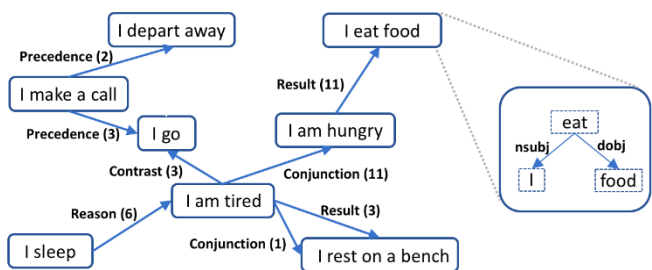 I depart away
I eat food
Precedence (2)
Result (11)
I make a call
eat
Precedence (3)
I go
I am hungry
nsubj
dobj
Contrast (3)
Conjunction (11)
I
food
Reason (6)
I am tired
Result (3)
Conjunction (1)
I sleep
I rest on a bench